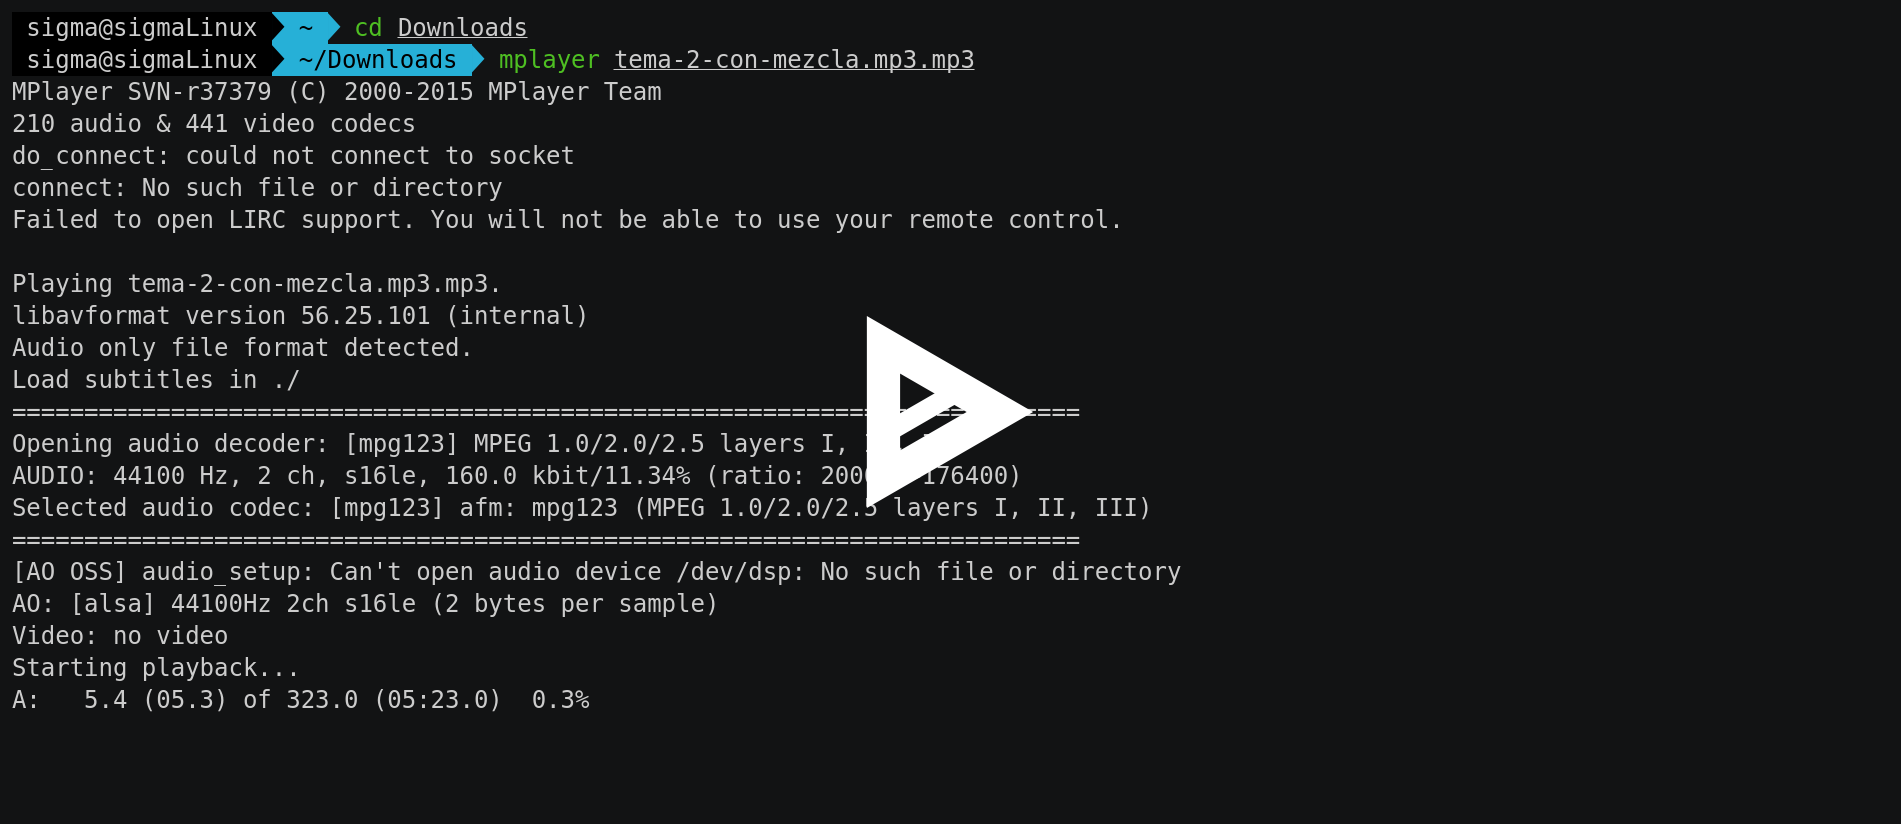 sigma@sigmaLinux ~ cd Downloads
sigma@sigmaLinux ~/Downloads mplayer tema-2-con-mezcla.mp3.mp3
MPlayer SVN-r37379 (C) 2000-2015 MPlayer Team
210 audio & 441 video codecs
do_connect: could not connect to socket
connect: No such file or directory
Failed to open LIRC support. You will not be able to use your remote control.
Playing tema-2-con-mezcla.mp3.mp3.
libavformat version 56.25.101 (internal)
Audio only file format detected.
Load subtitles in ./
==========================================================================
Opening audio decoder: [mpg123] MPEG 1.0/2.0/2.5 layers I,
AUDIO: 44100 Hz, 2 ch, s16le, 160.0 kbit/11.34% (ratio: 176400)
Selected audio codec: [mpg123] afm: mpg123 (MPEG 1.0/2.0/2.5 layers I, II, III)
==========================================================================
[AO OSS] audio_setup: Can't open audio device /dev/dsp: No such file or directory
AO: [alsa] 44100Hz 2ch s16le (2 bytes per sample)
Video: no video
Starting playback...
A:   5.4 (05.3) of 323.0 (05:23.0)  0.3%